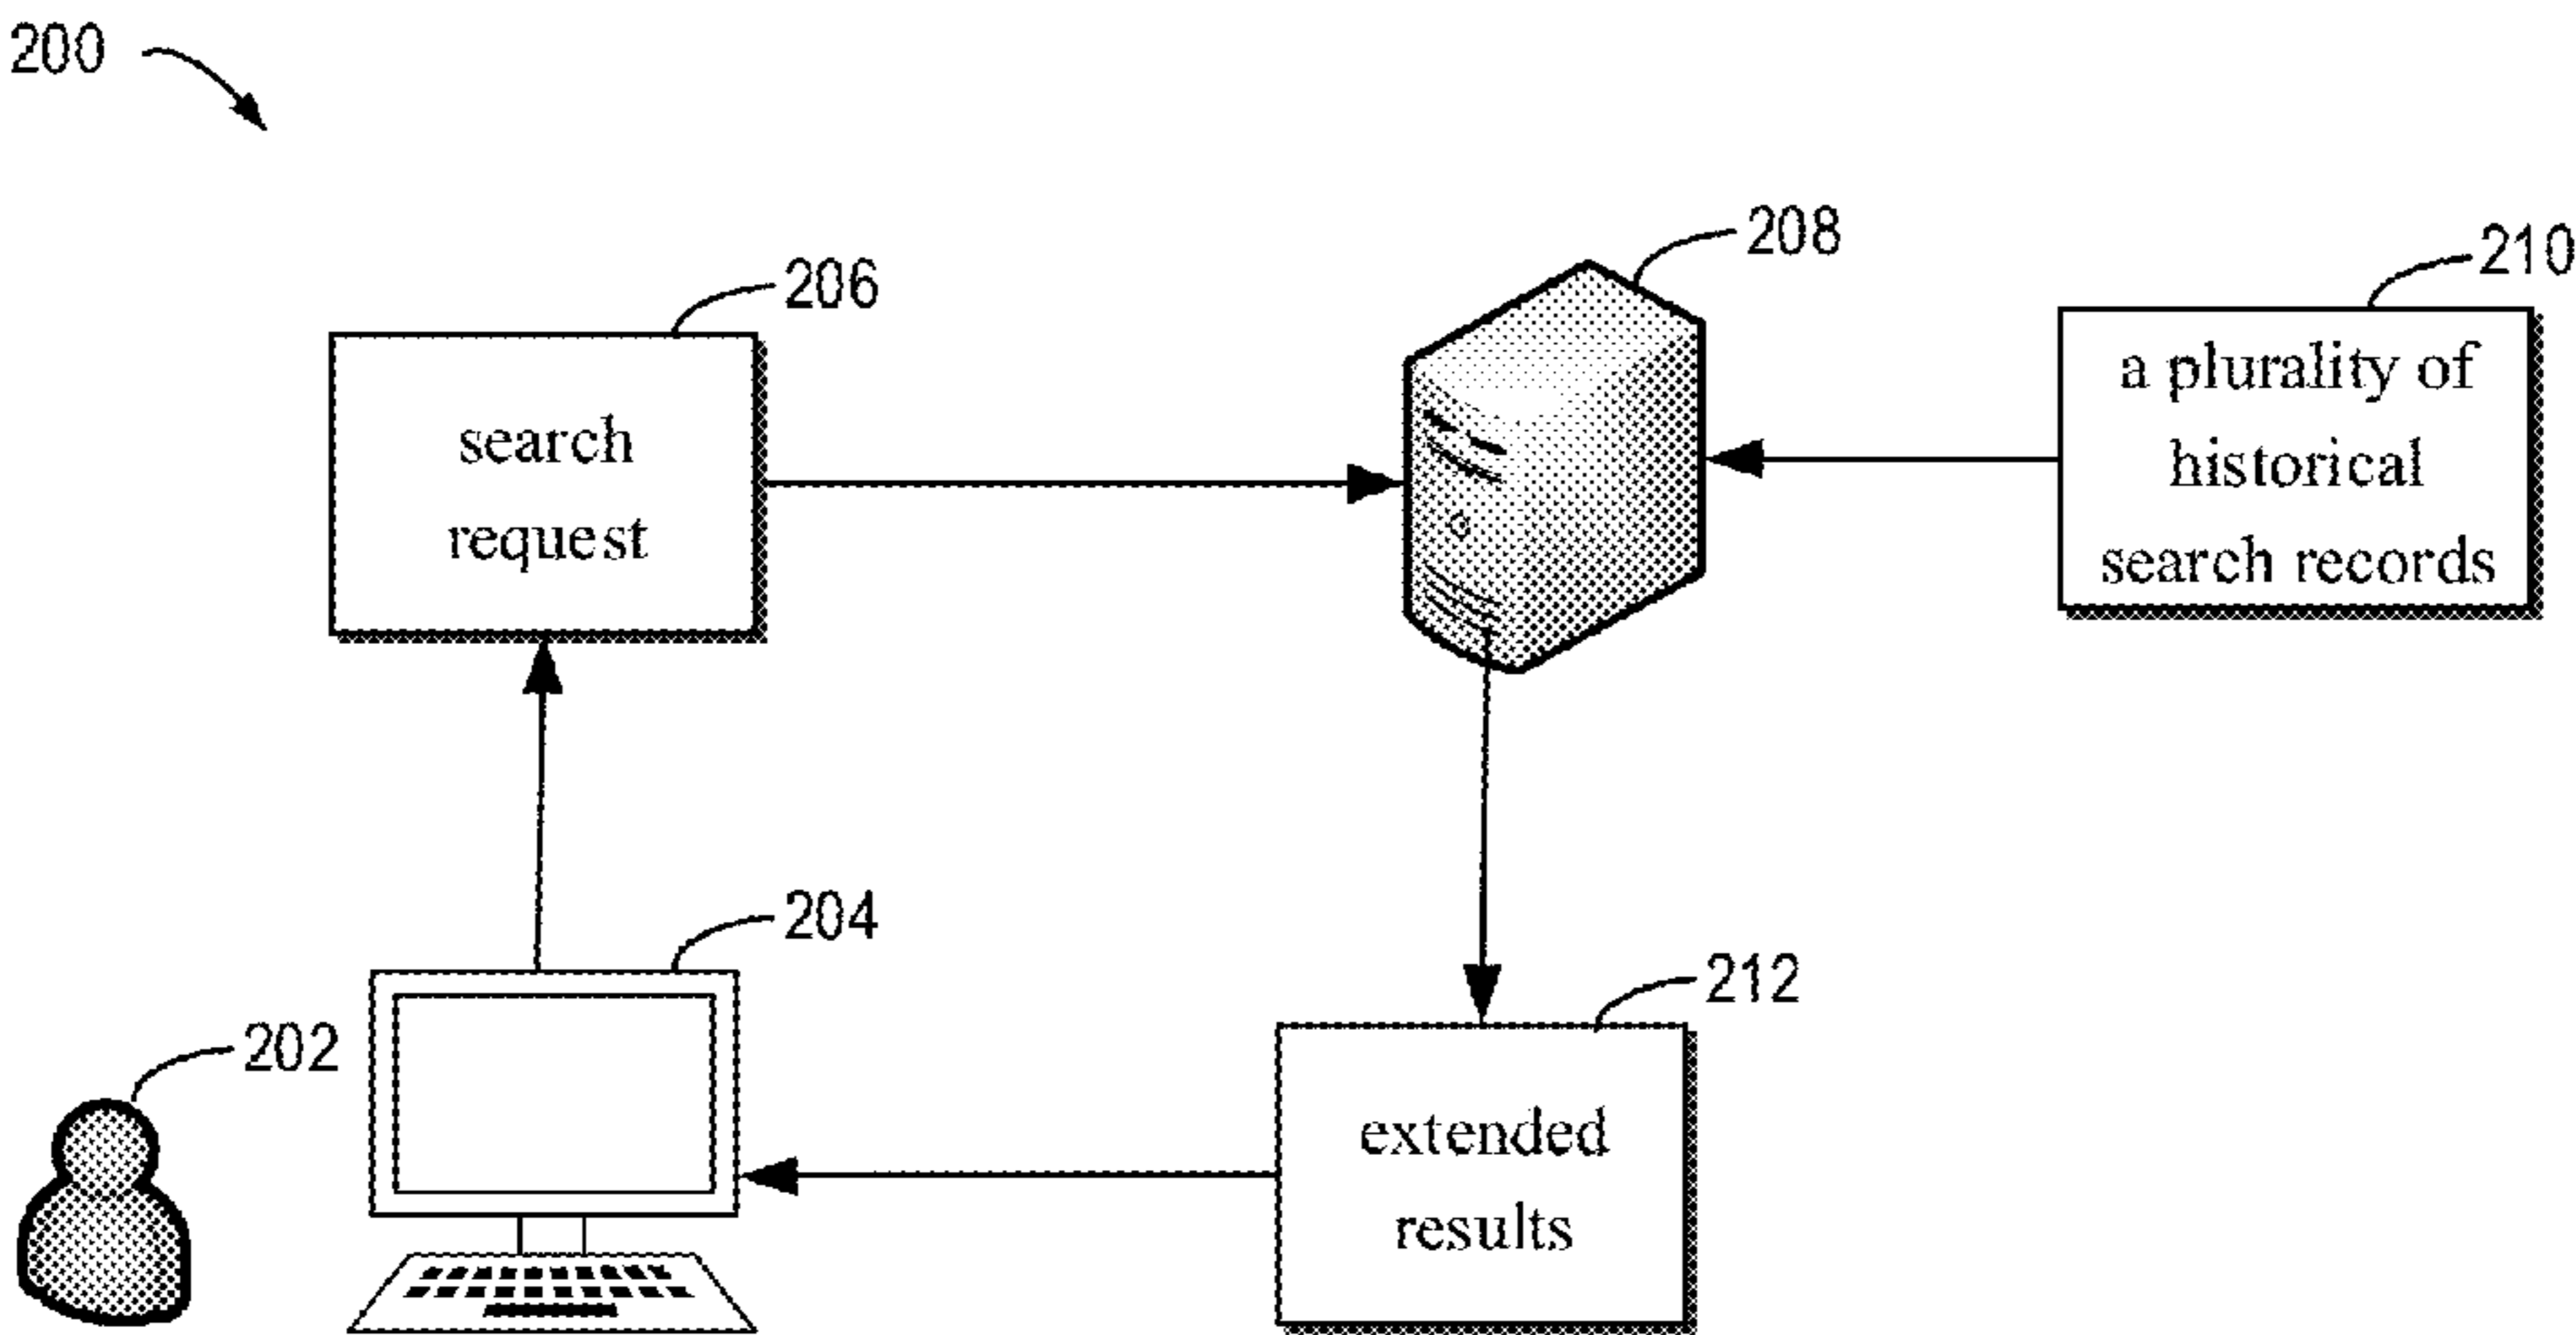 200
208
210
206
a plurality of
historical
search records
search
request
204
212
202
extended
results